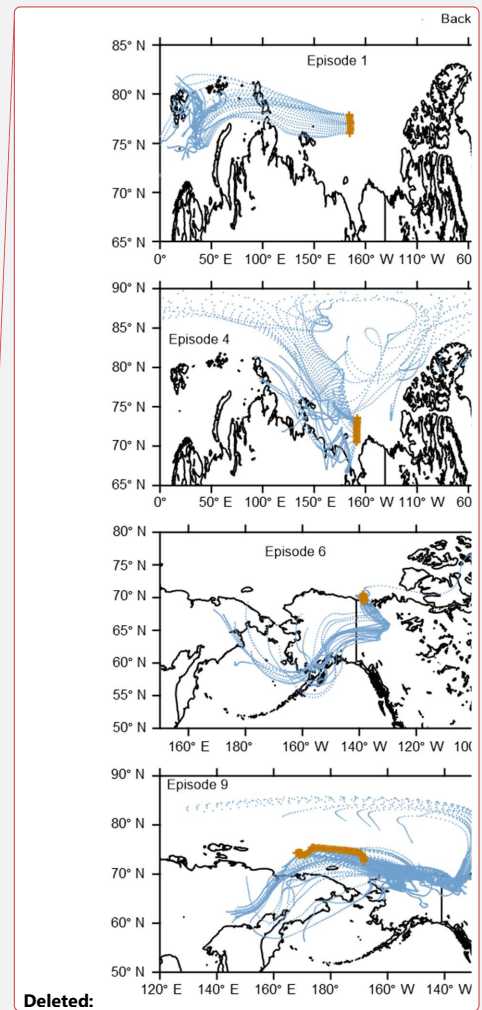 Back
85° N
Episode 1
80° N
75° N
70° N
65° N
0° 50° E 100° E 150° E 160° W 110° W 60
90° N
85° N
Episode 4
80° N
75° N
70° N
65° N
0° 50° E 100° E 150° E 160° W 110° W 60
80° N
Episode 6
75° N
70° N
65° N
60° N
55° N
50° N
160° E 180° 160° W 140° W 120° W 100
90° N
Episode 9
80° N
70° N
60° N
50° N
120° E 140° E 160° E 180° 160° W 140° W
Deleted: